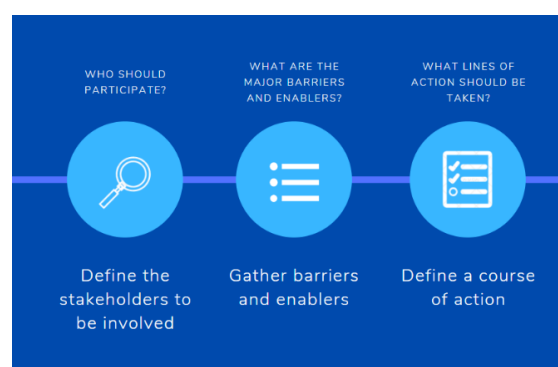 WHO SHOULD
PARTICIPATE?
WHAT ARE THE
MAJOR BARRIERS
AND ENABLERS?
WHAT LINES OF
ACTION SHOULD BE
TAKEN?
Define the
stakeholders to
be involved
Gather barriers
and enablers
Define a course
of action